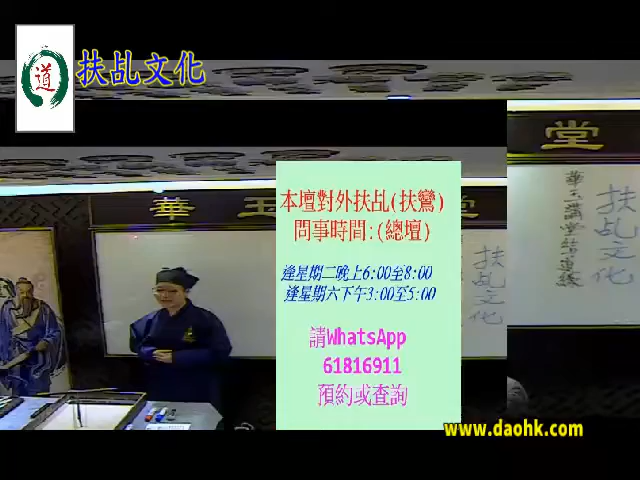 道
扶乩文化
堂
華玉
本壇對外扶乩(扶鸞)
問事時間:(總壇)
逢星期二晚上6:00至8:00
逢星期六下午3:00至5:00
請WhatsApp
61816911
預約或查詢
扶乩文化
扶乩文化
www.daohk.com